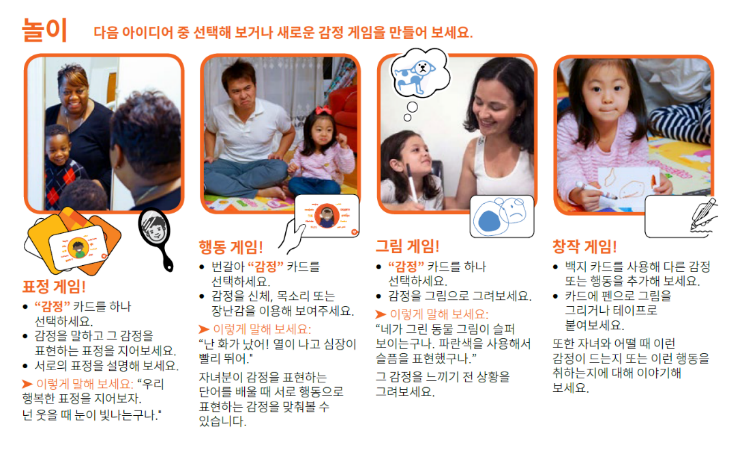 놀이
다음 아이디어 중 선택해 보거나 새로운 감정 게임을 만들어 보세요.
표정 게임!
• “감정” 카드를 하나
선택하세요.
• 감정을 말하고 그 감정을
표현하는 표정을 지어보세요.
• 서로의 표정을 설명해 보세요.
➤ 이렇게 말해 보세요: “우리
행복한 표정을 지어보자.
넌 웃을 때 눈이 빛나는구나."
행동 게임!
• 번갈아 “감정” 카드를
선택하세요.
• 감정을 신체, 목소리 또는
장난감을 이용해 보여주세요.
➤ 이렇게 말해 보세요:
“난 화가 났어! 열이 나고 심장이
빨리 뛰어."
자녀분이 감정을 표현하는
단어를 배울 때 서로 행동으로
표현하는 감정을 맞춰볼 수
있습니다.
그림 게임!
• “감정” 카드를 하나
선택하세요.
• 감정을 그림으로 그려보세요.
➤ 이렇게 말해 보세요:
“네가 그린 동물 그림이 슬퍼
보이는구나. 파란색을 사용해서
슬픔을 표현했구나.”
그 감정을 느끼기 전 상황을
그려보세요.
창작 게임!
• 백지 카드를 사용해 다른 감정
또는 행동을 추가해 보세요.
• 카드에 펜으로 그림을
그리거나 테이프로
붙여보세요.
또한 자녀와 어떨 때 이런
감정이 드는지 또는 이런 행동을
취하는지에 대해 이야기해
보세요.